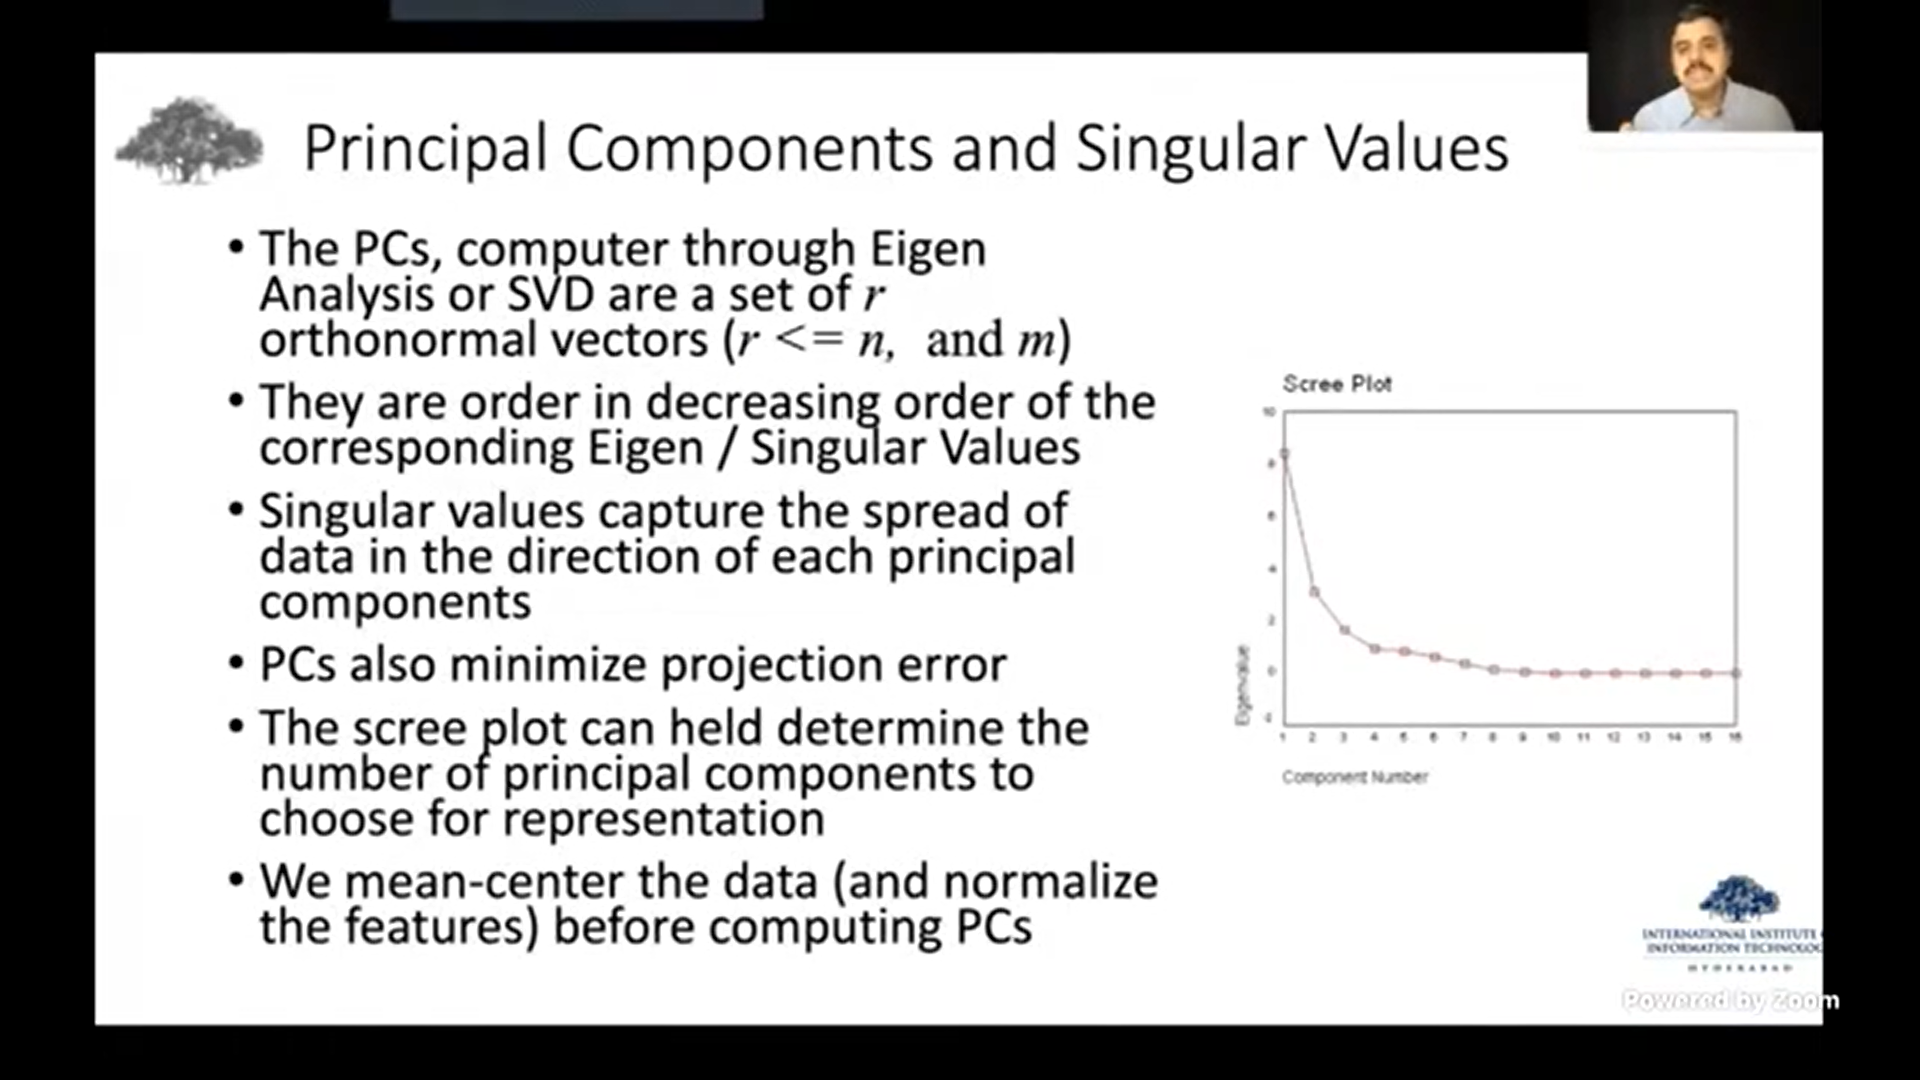 Principal Components and Singular Values
• The PCs, computer through Eigen
Analysis or SVD are a set of r
orthonormal vectors (r <= n, and m)
• They are order in decreasing order of the
corresponding Eigen / Singular Values
• Singular values capture the spread of
data in the direction of each principal
components
• PCs also minimize projection error
• The scree plot can held determine the
number of principal components to
choose for representation
• We mean-center the data (and normalize
the features) before computing PCs
Scree Plot
10
8
6
4
2
0
Eigenvalue
1 2 3 4 5 6 7 8 9 10 11 12 13 14 15 16
Component Number
INTERNATIONAL INSTITUTE
INFORMATION TECHNOLOG
HYDERABAD
Powered by Zoom